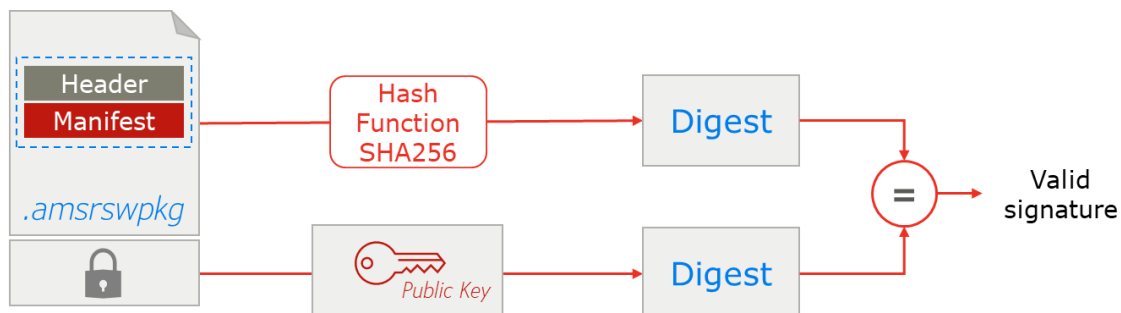 Header
Manifest
.amsrswpkg
Hash
Function
SHA256
Digest
=
Valid
signature
Public Key
Digest